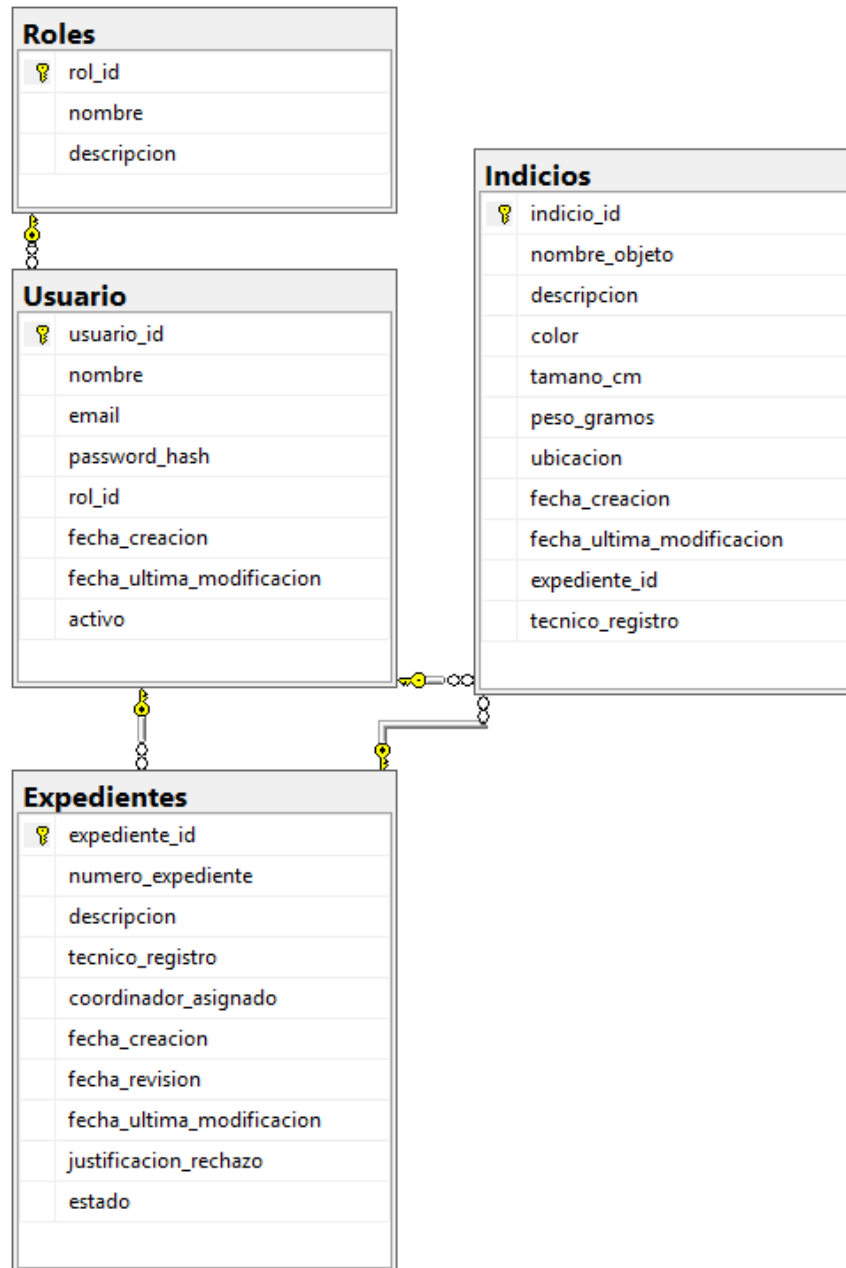 Roles
rol_id
nombre
descripcion
Usuario
usuario_id
nombre
email
password_hash
rol_id
fecha_creacion
fecha_ultima_modificacion
activo
Indicios
indicio_id
nombre_objeto
descripcion
color
tamano_cm
peso_gramos
ubicacion
fecha_creacion
fecha_ultima_modificacion
expediente_id
tecnico_registro
Expedientes
expediente_id
numero_expediente
descripcion
tecnico_registro
coordinador_asignado
fecha_creacion
fecha_revision
fecha_ultima_modificacion
justificacion_rechazo
estado